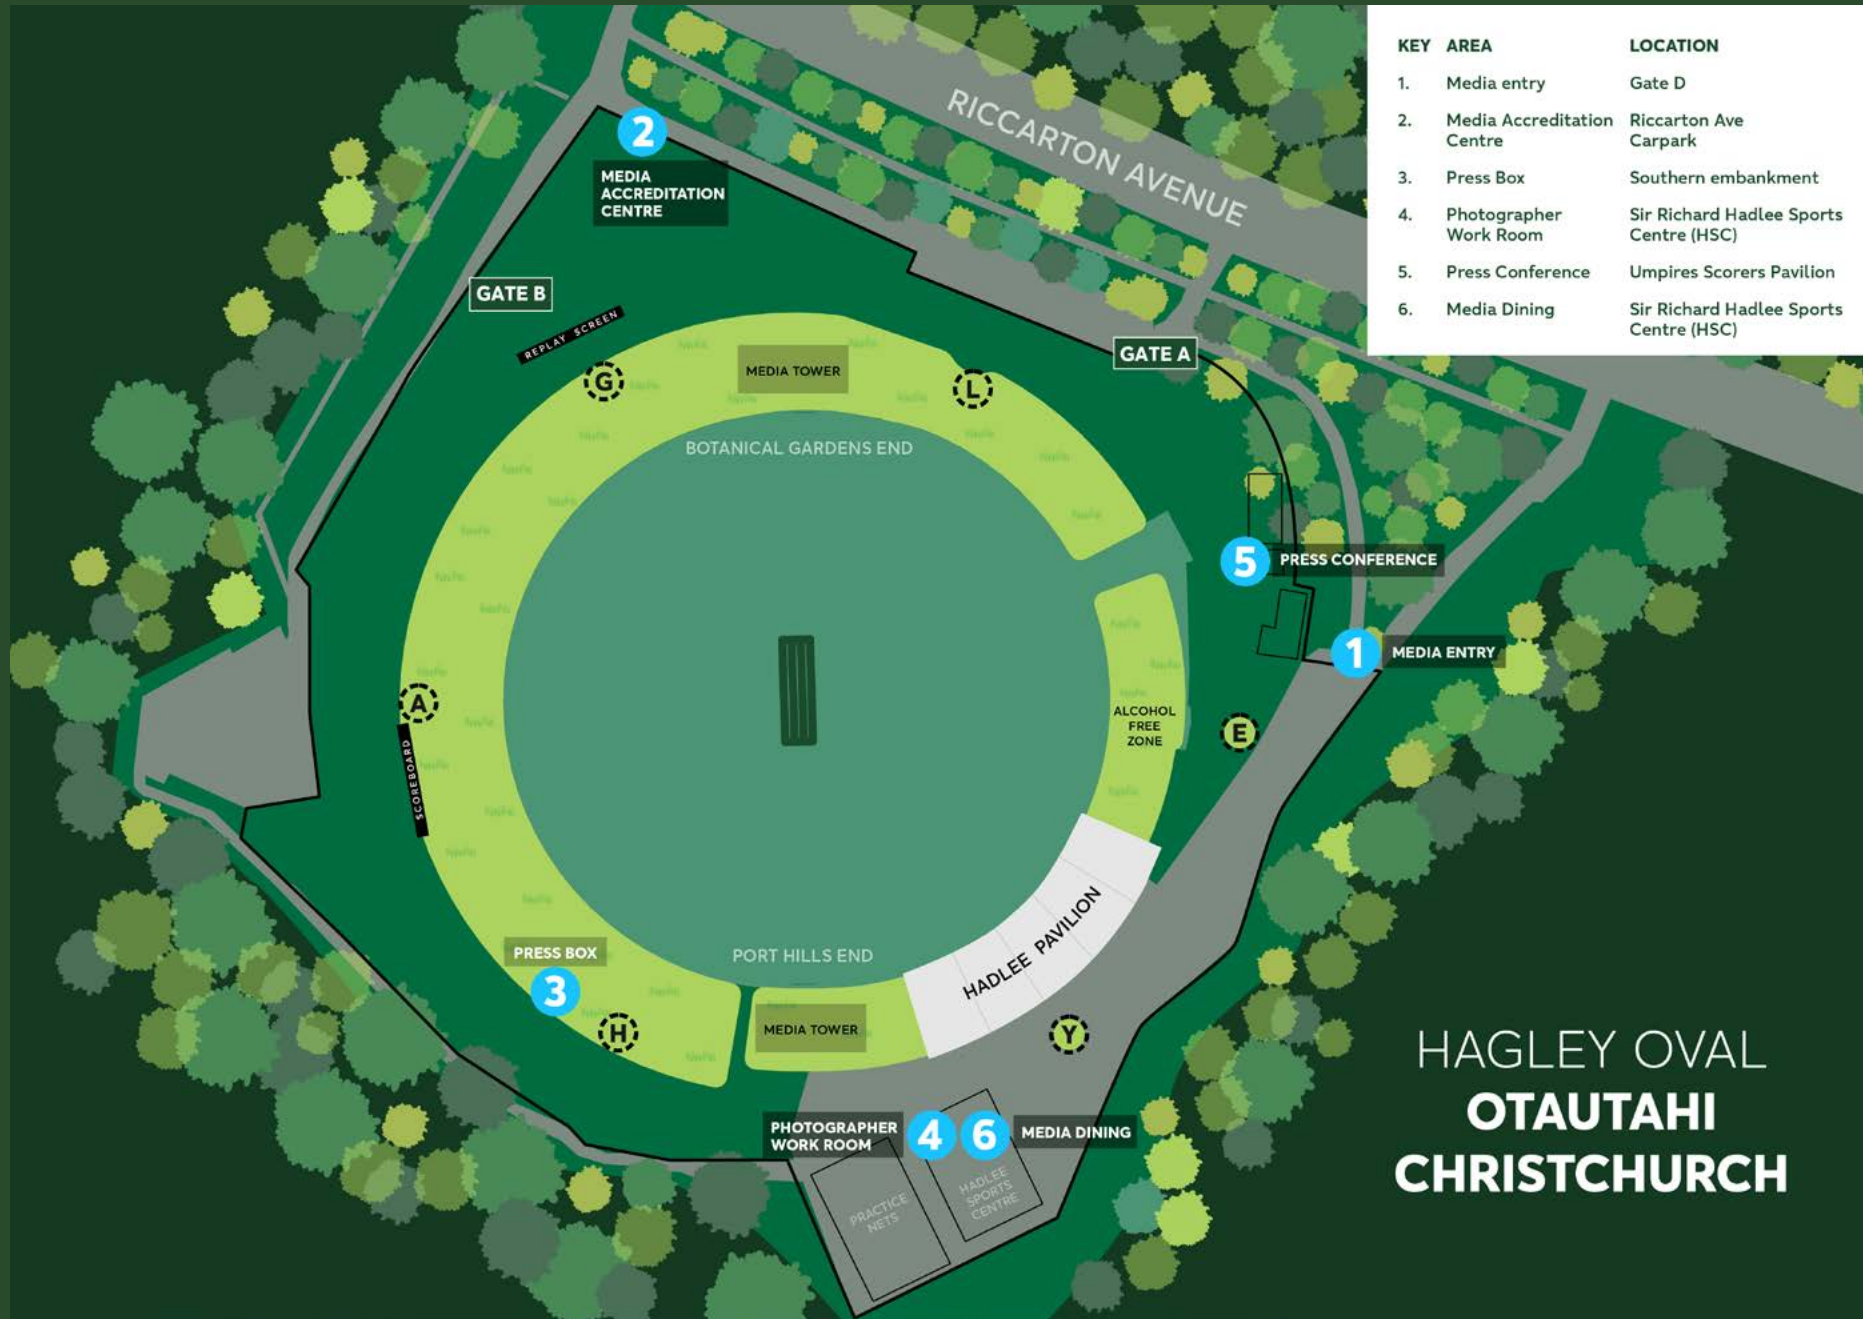 KEY AREA LOCATION
1. Media entry Gate D
2. Media Accreditation Riccarton Ave
Centre Carpark
3. Press Box Southern embankment
4. Photographer Sir Richard Hadlee Sports
Work Room Centre (HSC)
5. Press Conference Umpires Scorers Pavilion
6. Media Dining Sir Richard Hadlee Sports
Centre (HSC)
RICCARTON AVENUE
2
MEDIA
ACCREDITATION
CENTRE
GATE B
REPLAY SCREEN
GATE A
G
MEDIA TOWER
L
BOTANICAL GARDENS END
5 PRESS CONFERENCE
1 MEDIA ENTRY
A
SCOREBOARD
ALCOHOL
FREE
ZONE
E
HADLEE PAVILION
PRESS BOX
3
PORT HILLS END
H
MEDIA TOWER
Y
PHOTOGRAPHER
WORK ROOM
4
6
MEDIA DINING
PRACTICE
NETS
HADLEE
SPORTS
CENTRE
HAGLEY OVAL
OTAUTAHI
CHRISTCHURCH